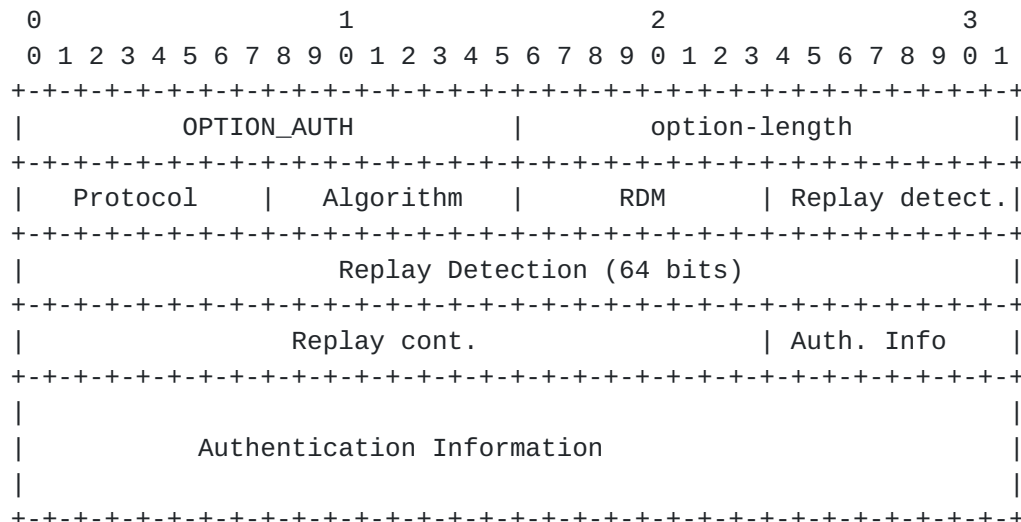 0                   1                   2                   3
 0 1 2 3 4 5 6 7 8 9 0 1 2 3 4 5 6 7 8 9 0 1 2 3 4 5 6 7 8 9 0 1
+-+-+-+-+-+-+-+-+-+-+-+-+-+-+-+-+-+-+-+-+-+-+-+-+-+-+-+-+-+-+-+-+
|          OPTION_AUTH          |        option-length          |
+-+-+-+-+-+-+-+-+-+-+-+-+-+-+-+-+-+-+-+-+-+-+-+-+-+-+-+-+-+-+-+-+
|   Protocol    |   Algorithm   |      RDM      | Replay detect.|
+-+-+-+-+-+-+-+-+-+-+-+-+-+-+-+-+-+-+-+-+-+-+-+-+-+-+-+-+-+-+-+-+
|                    Replay Detection (64 bits)                 |
+-+-+-+-+-+-+-+-+-+-+-+-+-+-+-+-+-+-+-+-+-+-+-+-+-+-+-+-+-+-+-+-+
|                 Replay cont.                  | Auth. Info    |
+-+-+-+-+-+-+-+-+-+-+-+-+-+-+-+-+-+-+-+-+-+-+-+-+-+-+-+-+-+-+-+-+
|                                                               |
|           Authentication Information                          |
|                                                               |
+-+-+-+-+-+-+-+-+-+-+-+-+-+-+-+-+-+-+-+-+-+-+-+-+-+-+-+-+-+-+-+-+